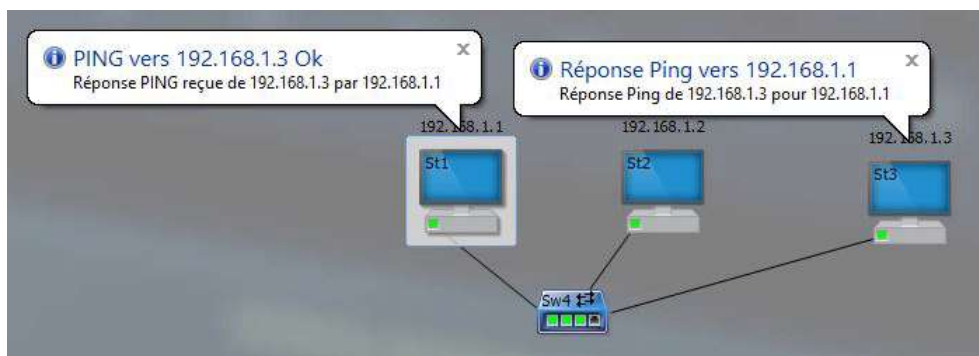 PING vers 192.168.1.3 Ok
Réponse PING reçue de 192.168.1.3 par 192.168.1.1
Réponse Ping vers 192.168.1.1
Réponse Ping de 192.168.1.3 pour 192.168.1.1
192.168.1.1
192.168.1.2
192.168.1.3
St1
St2
St3
Sw4